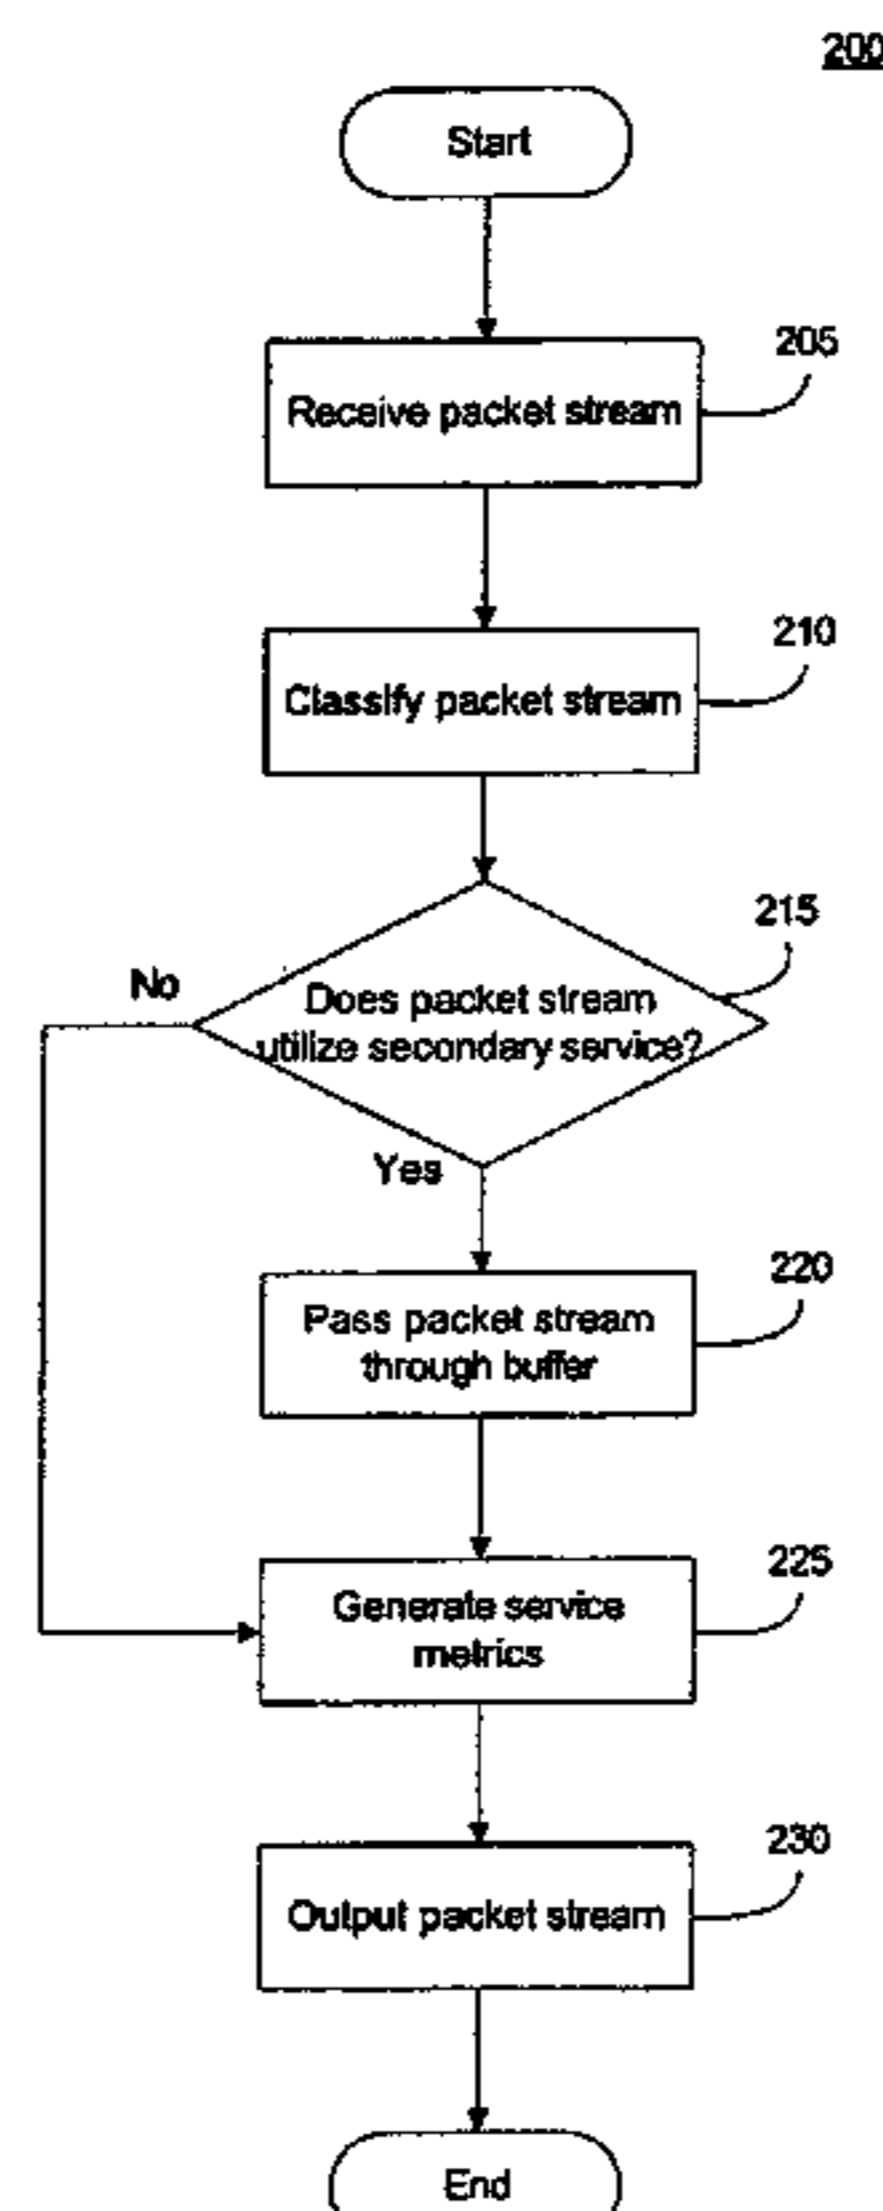 200
Start
205
Receive packet stream
210
Classify packet stream
215
No
Does packet stream
utilize secondary service?
Yes
220
Pass packet stream
through buffer
225
Generate service
metrics
230
Output packet stream
End